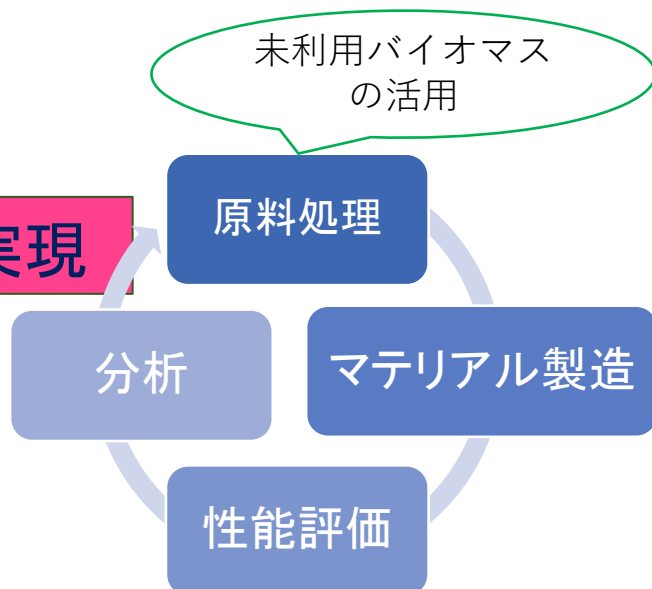 未利用バイオマス
の活用
原料処理
実現
分析
マテリアル製造
性能評価